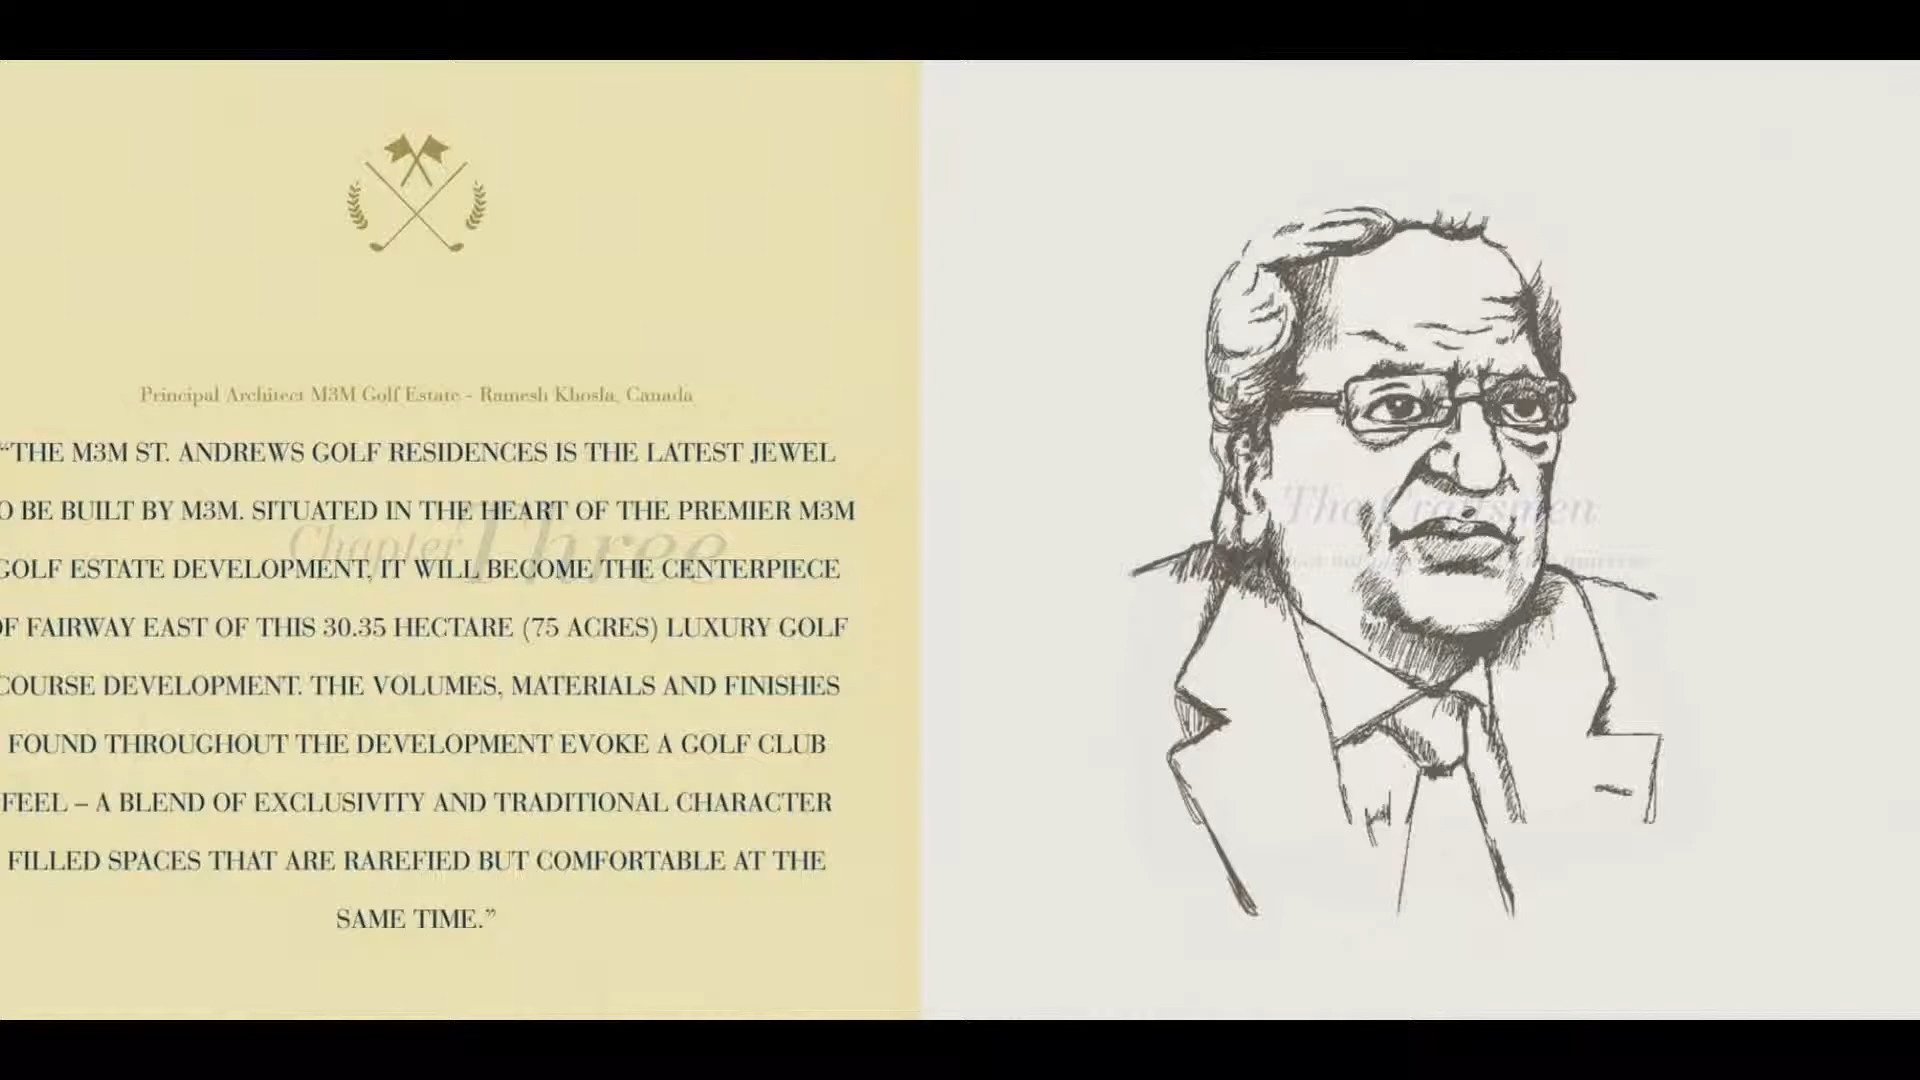 Principal Architect M3M Golf Estate - Ramesh Khosla, Canada
“THE M3M ST. ANDREWS GOLF RESIDENCES IS THE LATEST JEWEL
O BE BUILT BY M3M. SITUATED IN THE HEART OF THE PREMIER M3M
GOLF ESTATE DEVELOPMENT, IT WILL BECOME THE CENTERPIECE
OF FAIRWAY EAST OF THIS 30.35 HECTARE (75 ACRES) LUXURY GOLF
COURSE DEVELOPMENT. THE VOLUMES, MATERIALS AND FINISHES
FOUND THROUGHOUT THE DEVELOPMENT EVOKE A GOLF CLUB
FEEL – A BLEND OF EXCLUSIVITY AND TRADITIONAL CHARACTER
FILLED SPACES THAT ARE RAREFIED BUT COMFORTABLE AT THE
SAME TIME.”
Chapter Three
The Craftsmen